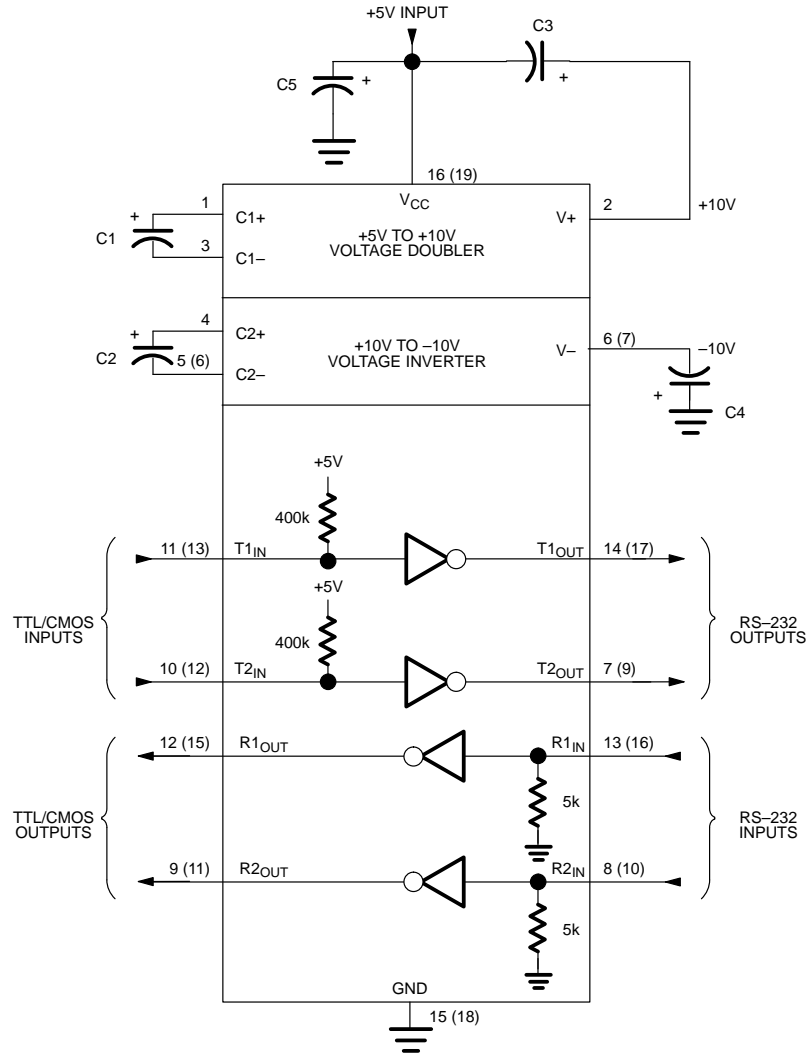 +5V INPUT
C3
C5
+
+
16 (19)
1
VCC
2
+
C1+
V+
+10V
C1
3
+5V TO +10V
VOLTAGE DOUBLER
C1–
4
C2+
+
+10V TO –10V
VOLTAGE INVERTER
6 (7)
V–
–10V
C2
5 (6)
C2–
+
C4
+5V
400k
11 (13)
T1IN
T1OUT
14 (17)
+5V
TTL/CMOS
INPUTS
RS–232
OUTPUTS
400k
10 (12)
T2IN
T2OUT
7 (9)
12 (15)
R1OUT
R1IN
13 (16)
5k
TTL/CMOS
OUTPUTS
RS–232
INPUTS
9 (11)
R2OUT
R2IN
8 (10)
5k
GND
15 (18)